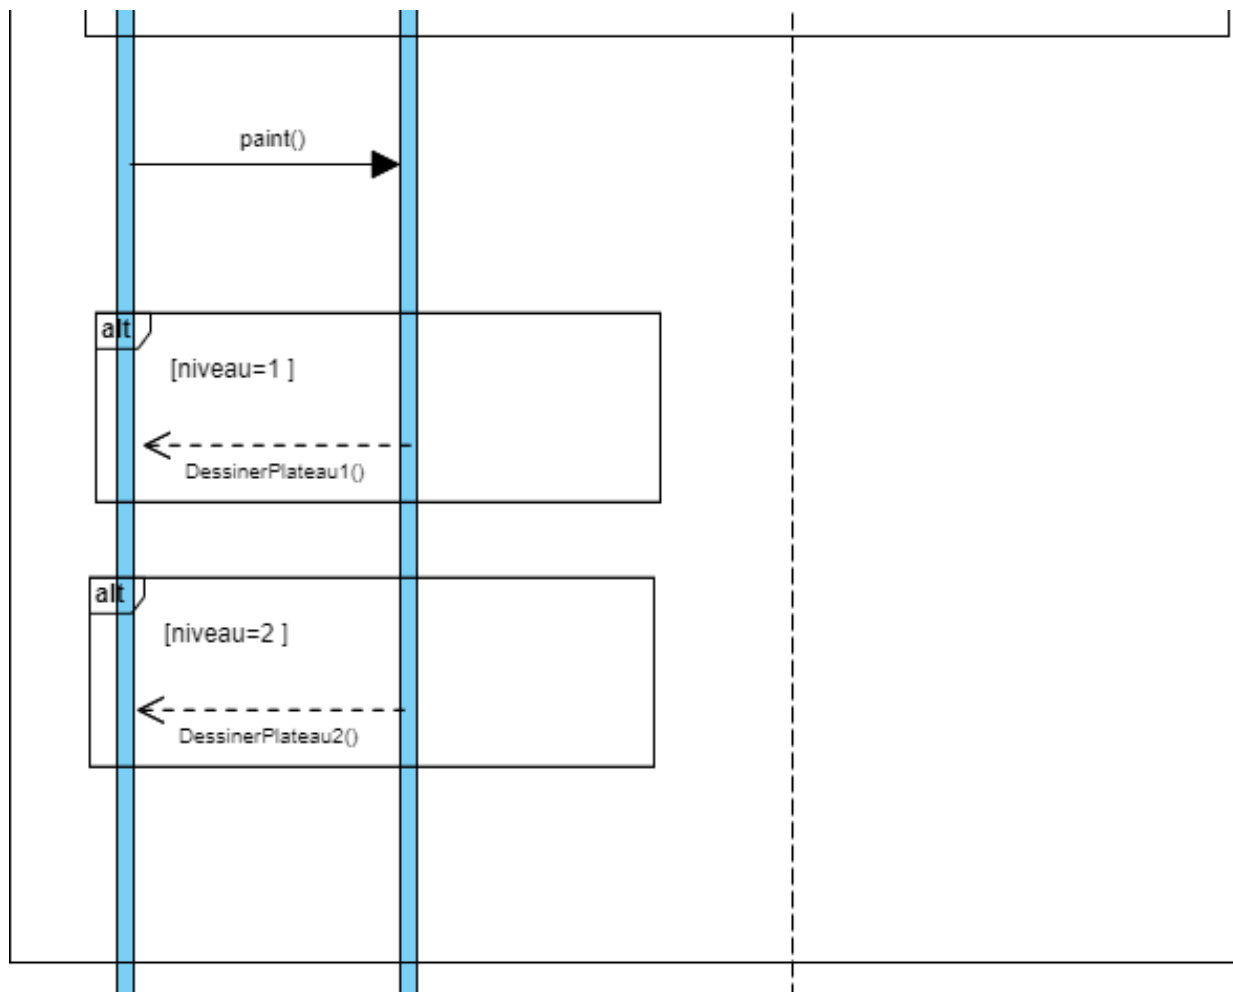 paint()
alt
[niveau=1 ]
DessinerPlateau1()
alt
[niveau=2 ]
DessinerPlateau2()